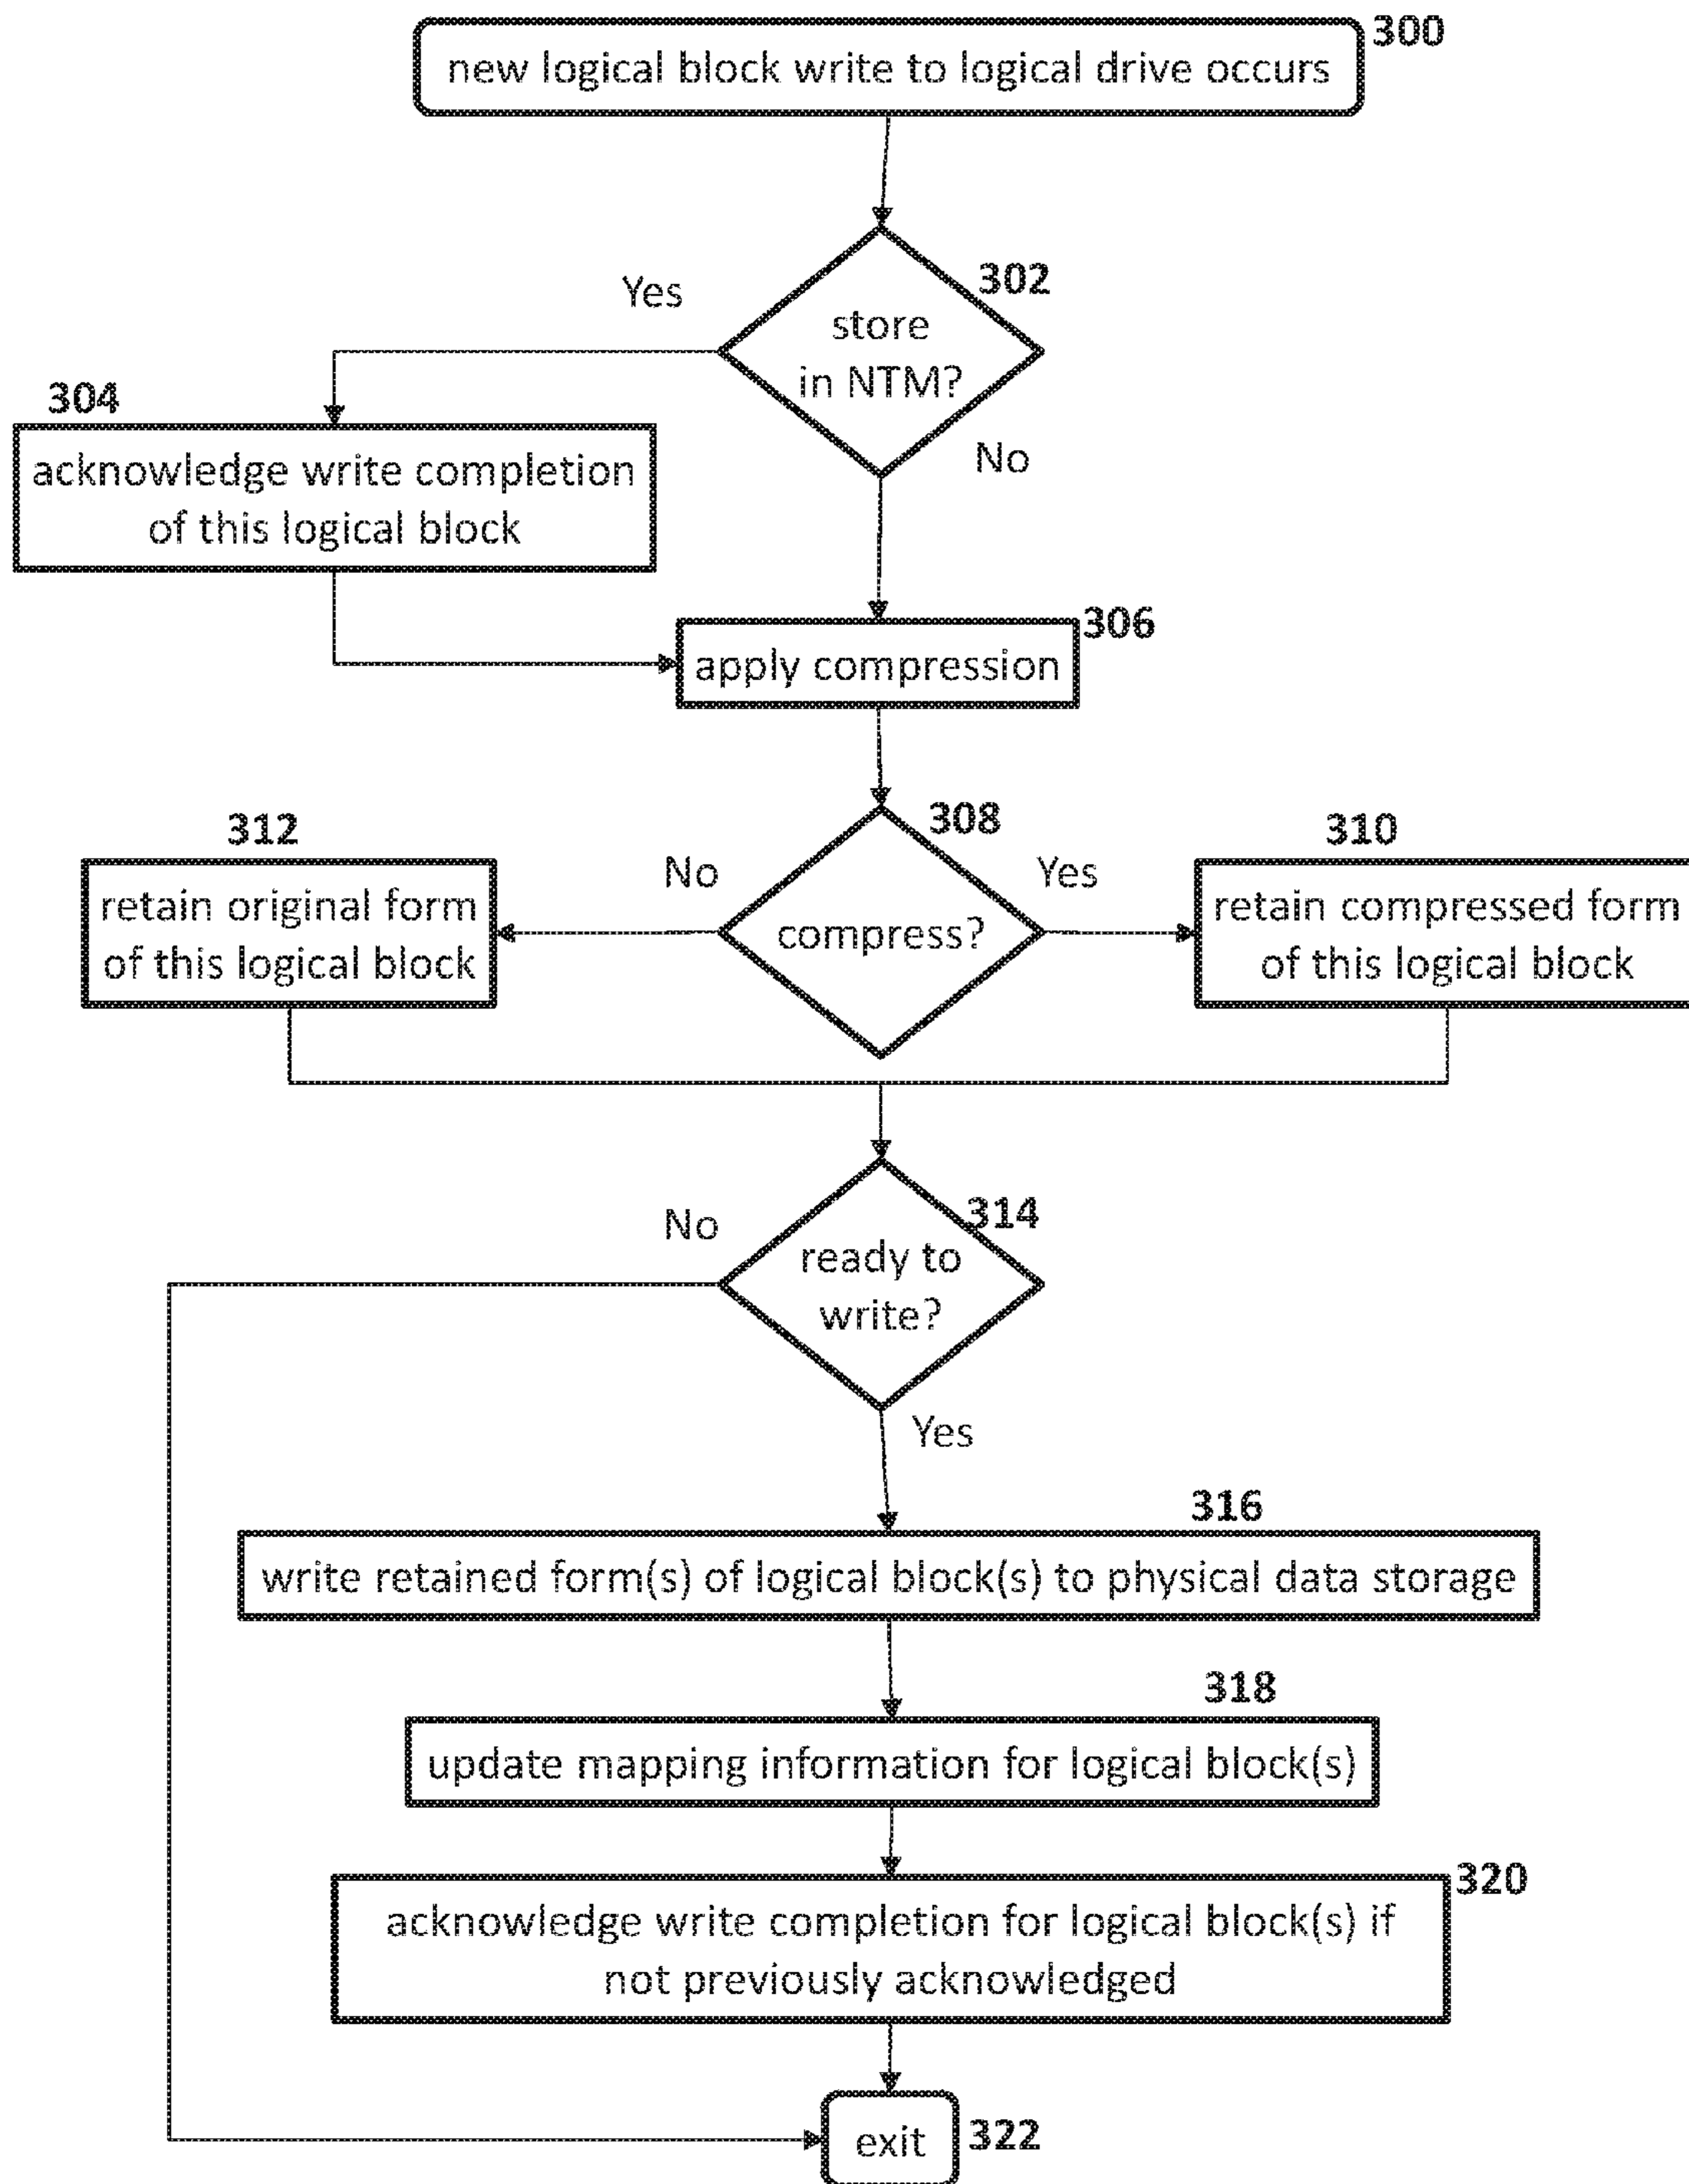 300
new logical block write to logical drive occurs
302
Yes
store
in NTM?
No
304
acknowledge write completion
of this logical block
306
apply compression
308
compress?
No
Yes
312
retain original form
of this logical block
310
retain compressed form
of this logical block
314
No
ready to
write?
Yes
316
write retained form(s) of logical block(s) to physical data storage
318
update mapping information for logical block(s)
320
acknowledge write completion for logical block(s) if
not previously acknowledged
exit
322